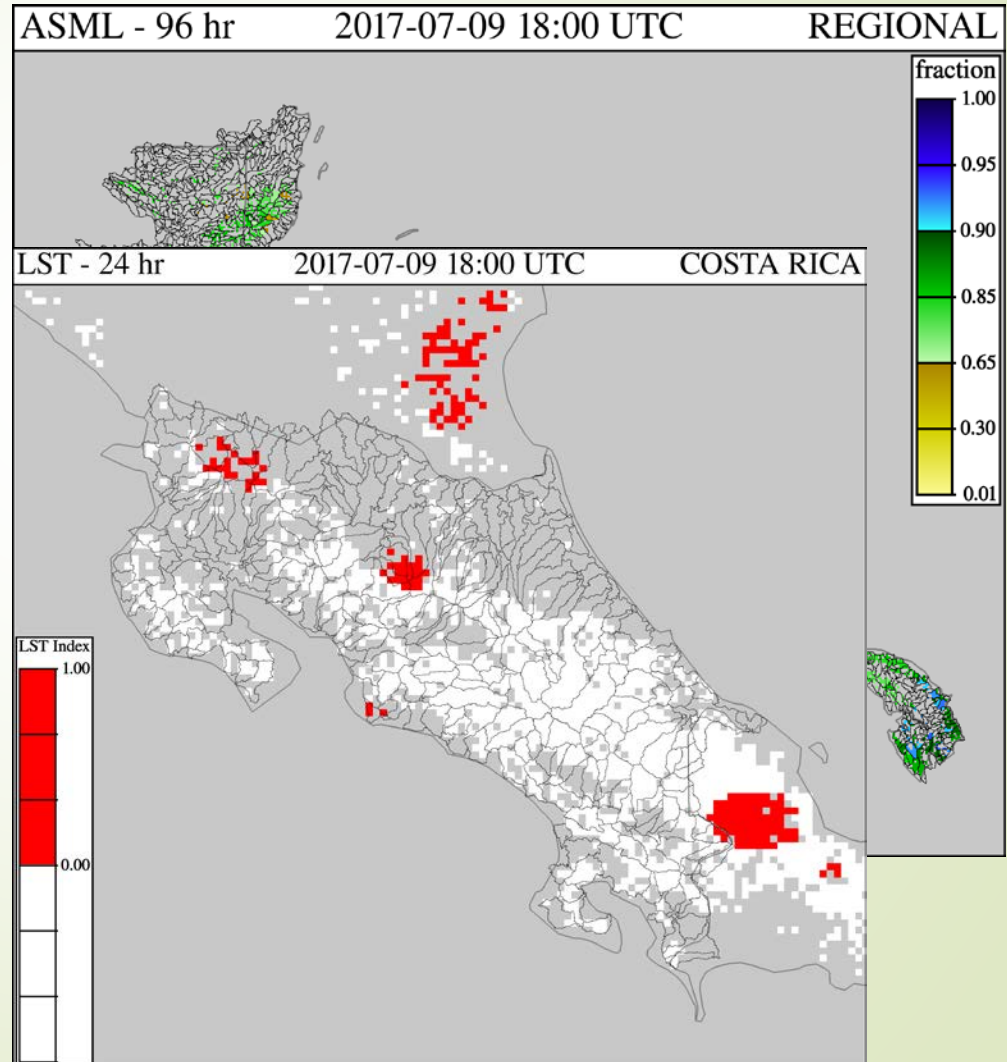 ASML - 96 hr 2017-07-09 18:00 UTC REGIONAL
fraction
1.00
0.95
0.90
0.85
0.65
0.30
0.01
LST - 24 hr 2017-07-09 18:00 UTC COSTA RICA
LST Index
1.00
0.00